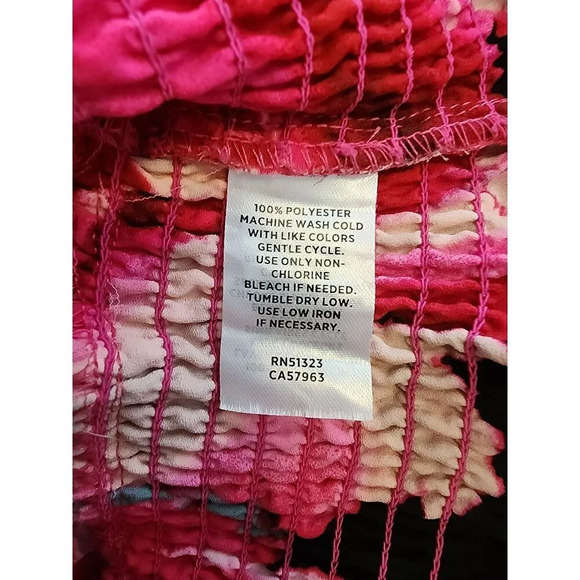 100% POLYESTER
MACHINE WASH COLD
WITH LIKE COLORS
GENTLE CYCLE.
USE ONLY NON-
CHLORINE
BLEACH IF NEEDED.
TUMBLE DRY LOW.
USE LOW IRON
IF NECESSARY.
RN51323
CA57963